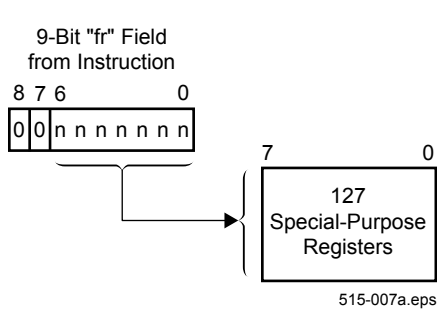 9-Bit "fr" Field
from Instruction
8 7 6 0
0 0 n n n n n n n
7 0
127
Special-Purpose
Registers
515-007a.eps